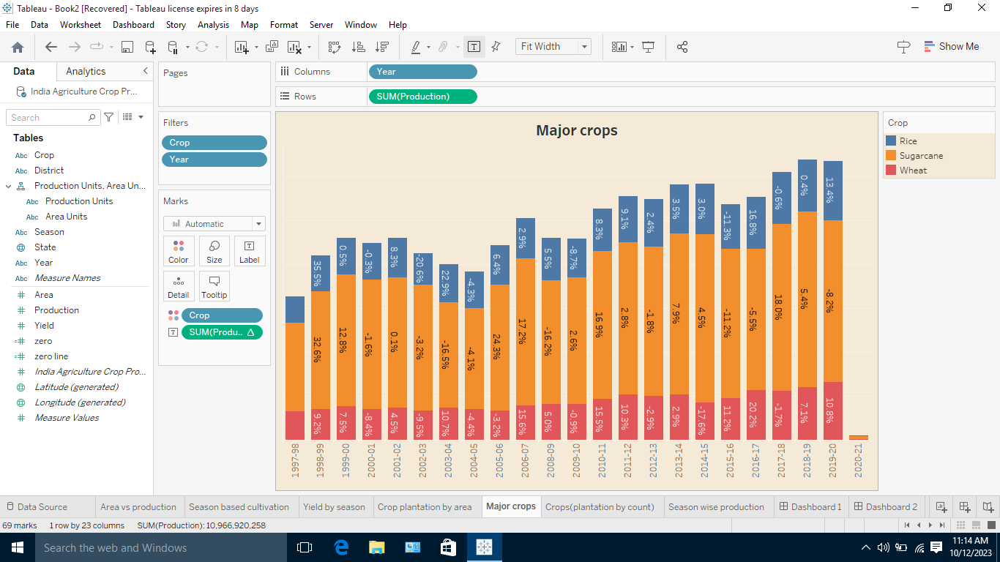 Tableau - Book2 [Recovered] - Tableau license expires in 8 days
File Data Worksheet Dashboard Story Analysis Map Format Server Window Help
Fit Width
Show Me
Data Analytics
India Agriculture Crop Pr...
Search
Tables
Abc Crop
Abc District
Production Units, Area Un...
Abc Production Units
Abc Area Units
Abc Season
State
Abc Year
Abc Measure Names
Area
Production
Yield
zero
zero line
India Agriculture Crop Pro...
Latitude (generated)
Longitude (generated)
Measure Values
Pages
Filters
Crop
Year
Marks
Automatic
Color Size Label
Detail Tooltip
Crop
SUM(Produ.. Δ
Columns Year
Rows SUM(Production)
Major crops
35.5% 0.5% -0.3% 8.3% -20.6% 22.9% -4.3% 6.4% 2.9% 5.5% -8.7% 8.3% 9.1% 2.4% 3.5% 3.0% -11.3% 16.8% -0.6% 0.4% 13.4%
32.6% 12.8% -1.6% 0.1% -3.2% -16.5% -4.1% 24.3% 17.2% -16.2% 2.6% 16.9% 2.8% -1.8% 7.9% 4.5% -11.2% -5.5% 18.0% 5.4% -8.2%
9.2% 7.5% -8.4% 4.5% -9.5% 10.7% -4.4% -3.2% 15.6% 5.0% -0.9% 15.5% 10.3% -2.9% 2.9% -17.6% 11.2% 20.2% -1.7% 7.1% 10.8%
1997-98 1998-99 1999-00 2000-01 2001-02 2002-03 2003-04 2004-05 2005-06 2006-07 2008-09 2009-10 2010-11 2011-12 2012-13 2013-14 2014-15 2015-16 2016-17 2017-18 2018-19 2019-20 2020-21
Crop
Rice
Sugarcane
Wheat
Data Source Area vs production Season based cultivation Yield by season Crop plantation by area Major crops Crops(plantation by count) Season wise production Dashboard 1 Dashboard 2
69 marks 1 row by 23 columns SUM(Production): 10,966,920,258
Search the web and Windows
11:14 AM
10/12/2023